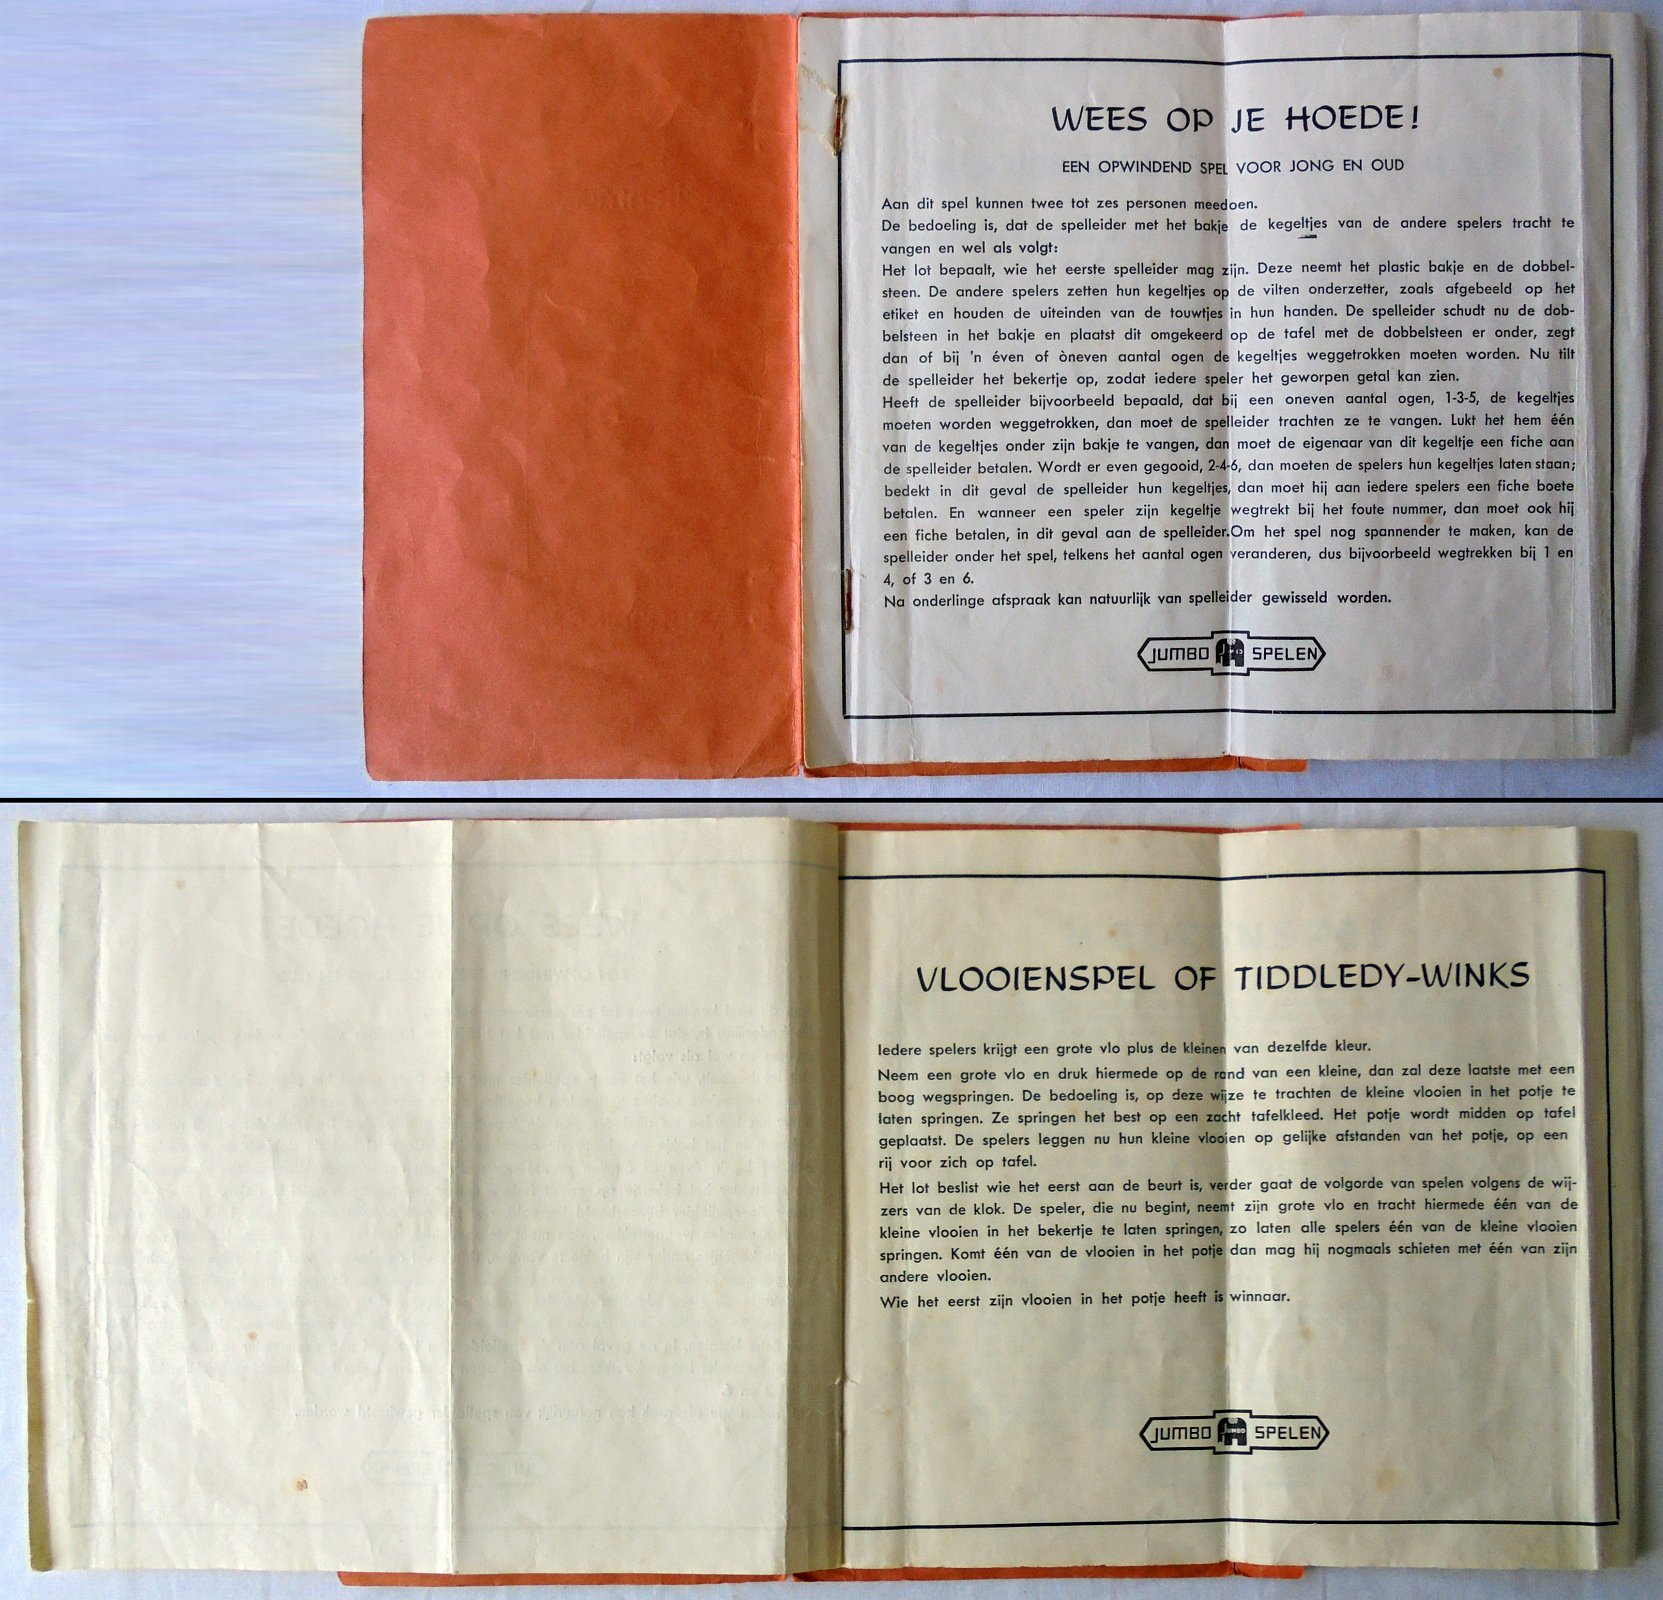 WEES OP JE HOEDE!
EEN OPWINDEND SPEL VOOR JONG EN OUD
Aan dit spel kunnen twee tot zes personen meedoen.
De bedoeling is, dat de spelleider met het bakje de kegeltjes van de andere spelers tracht te
vangen en wel als volgt:
Het lot bepaalt, wie het eerste spelleider mag zijn. Deze neemt het plastic bakje en de dobbel-
steen. De andere spelers zetten hun kegeltjes op de vilten onderzetter, zoals afgebeeld op het
etiket en houden de uiteinden van de touwtjes in hun handen. De spelleider schudt nu de dob-
belsteen in het bakje en plaatst dit omgekeerd op de tafel met de dobbelsteen er onder, zegt
dan of bij 'n éven of òneven aantal ogen de kegeltjes weggetrokken moeten worden. Nu tilt
de spelleider het bekertje op, zodat iedere speler het geworpen getal kan zien.
Heeft de spelleider bijvoorbeeld bepaald, dat bij een oneven aantal ogen, 1-3-5, de kegeltjes
moeten worden weggetrokken, dan moet de spelleider trachten ze te vangen. Lukt het hem één
van de kegeltjes onder zijn bakje te vangen, dan moet de eigenaar van dit kegeltje een fiche aan
de spelleider betalen. Wordt er even gegooid, 2-4-6, dan moeten de spelers hun kegeltjes laten staan;
bedekt in dit geval de spelleider hun kegeltjes, dan moet hij aan iedere spelers een fiche boete
betalen. En wanneer een speler zijn kegeltje wegtrekt bij het foute nummer, dan moet ook hij
een fiche betalen, in dit geval aan de spelleider. Om het spel nog spannender te maken, kan de
spelleider onder het spel, telkens het aantal ogen veranderen, dus bijvoorbeeld wegtrekken bij 1 en
4, of 3 en 6.
Na onderlinge afspraak kan natuurlijk van spelleider gewisseld worden.
JUMBO SPELEN
VLOOIENSPEL OF TIDDLEDY-WINKS
Iedere spelers krijgt een grote vlo plus de kleinen van dezelfde kleur.
Neem een grote vlo en druk hiermede op de rand van een kleine, dan zal deze laatste met een
boog wegspringen. De bedoeling is, op deze wijze te trachten de kleine vlooien in het potje te
laten springen. Ze springen het best op een zacht tafelkleed. Het potje wordt midden op tafel
geplaatst. De spelers leggen nu hun kleine vlooien op gelijke afstanden van het potje, op een
rij voor zich op tafel.
Het lot beslist wie het eerst aan de beurt is, verder gaat de volgorde van spelen volgens de wij-
zers van de klok. De speler, die nu begint, neemt zijn grote vlo en tracht hiermede één van de
kleine vlooien in het bekertje te laten springen, zo laten alle spelers één van de kleine vlooien
springen. Komt één van de vlooien in het potje dan mag hij nogmaals schieten met één van zijn
andere vlooien.
Wie het eerst zijn vlooien in het potje heeft is winnaar.
JUMBO JUMBO SPELEN